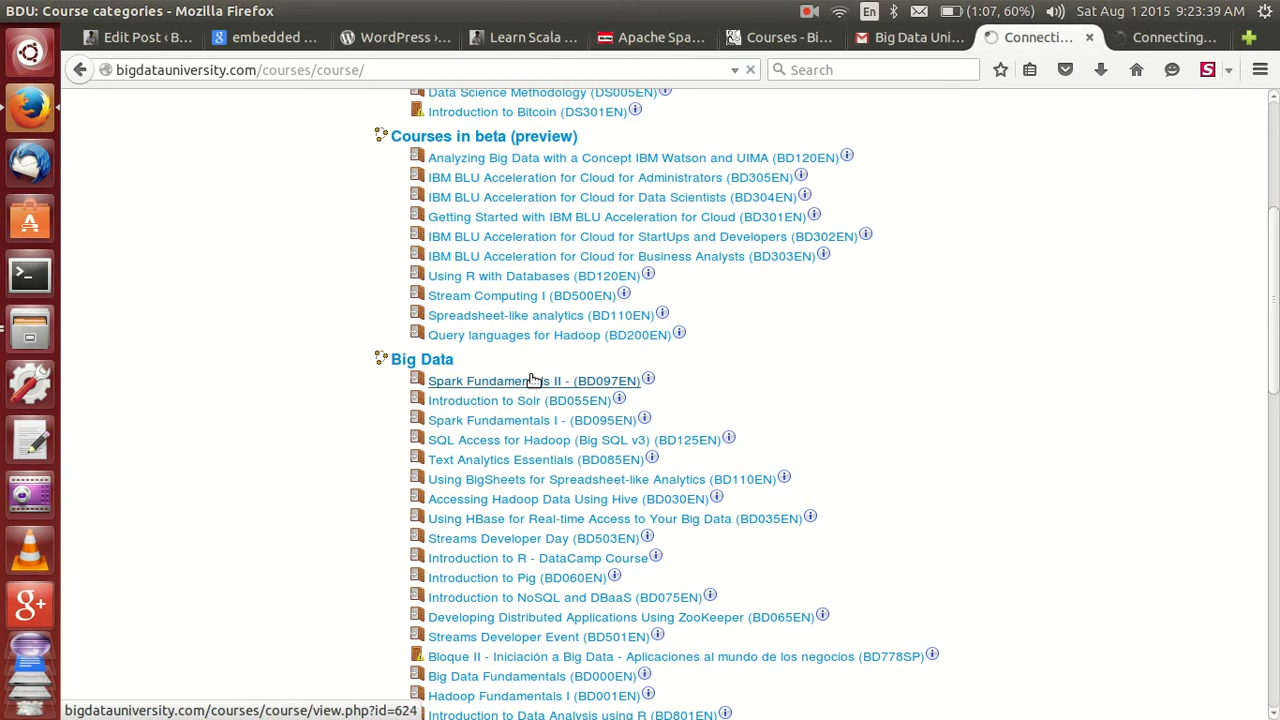 BDU: Course categories - Mozilla Firefox
En
(1:07, 60%)
Sat Aug 1 2015 9:23:39 AM
Edit Post ‹ B...
embedded ...
WordPress ›...
Learn Scala ...
Apache Spa...
Courses - Bi...
Big Data Uni...
Connecti...
Connecting...
bigdatauniversity.com/courses/course/
Search
Data Science Methodology (DS005EN)
Introduction to Bitcoin (DS301EN)
Courses in beta (preview)
Analyzing Big Data with a Concept IBM Watson and UIMA (BD120EN)
IBM BLU Acceleration for Cloud for Administrators (BD305EN)
IBM BLU Acceleration for Cloud for Data Scientists (BD304EN)
Getting Started with IBM BLU Acceleration for Cloud (BD301EN)
IBM BLU Acceleration for Cloud for StartUps and Developers (BD302EN)
IBM BLU Acceleration for Cloud for Business Analysts (BD303EN)
Using R with Databases (BD120EN)
Stream Computing I (BD500EN)
Spreadsheet-like analytics (BD110EN)
Query languages for Hadoop (BD200EN)
Big Data
Spark Fundamentals II - (BD097EN)
Introduction to Solr (BD055EN)
Spark Fundamentals I - (BD095EN)
SQL Access for Hadoop (Big SQL v3) (BD125EN)
Text Analytics Essentials (BD085EN)
Using BigSheets for Spreadsheet-like Analytics (BD110EN)
Accessing Hadoop Data Using Hive (BD030EN)
Using HBase for Real-time Access to Your Big Data (BD035EN)
Streams Developer Day (BD503EN)
Introduction to R - DataCamp Course
Introduction to Pig (BD060EN)
Introduction to NoSQL and DBaaS (BD075EN)
Developing Distributed Applications Using ZooKeeper (BD065EN)
Streams Developer Event (BD501EN)
Bloque II - Iniciación a Big Data - Aplicaciones al mundo de los negocios (BD778SP)
Big Data Fundamentals (BD000EN)
Hadoop Fundamentals I (BD001EN)
Introduction to Data Analysis using R (BD801EN)
bigdatauniversity.com/courses/course/view.php?id=624